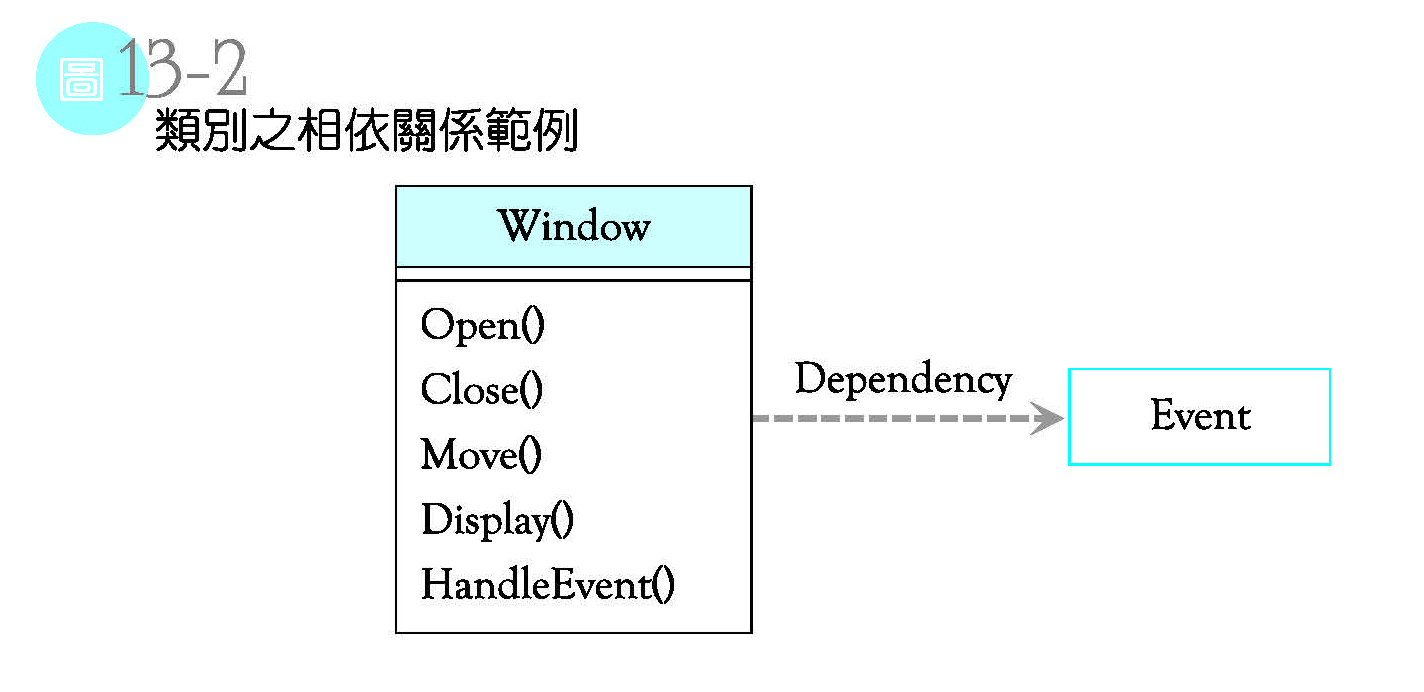 圖 13-2
類別之相依關係範例
Window
Open()
Close()
Move()
Display()
HandleEvent()
Dependency
Event